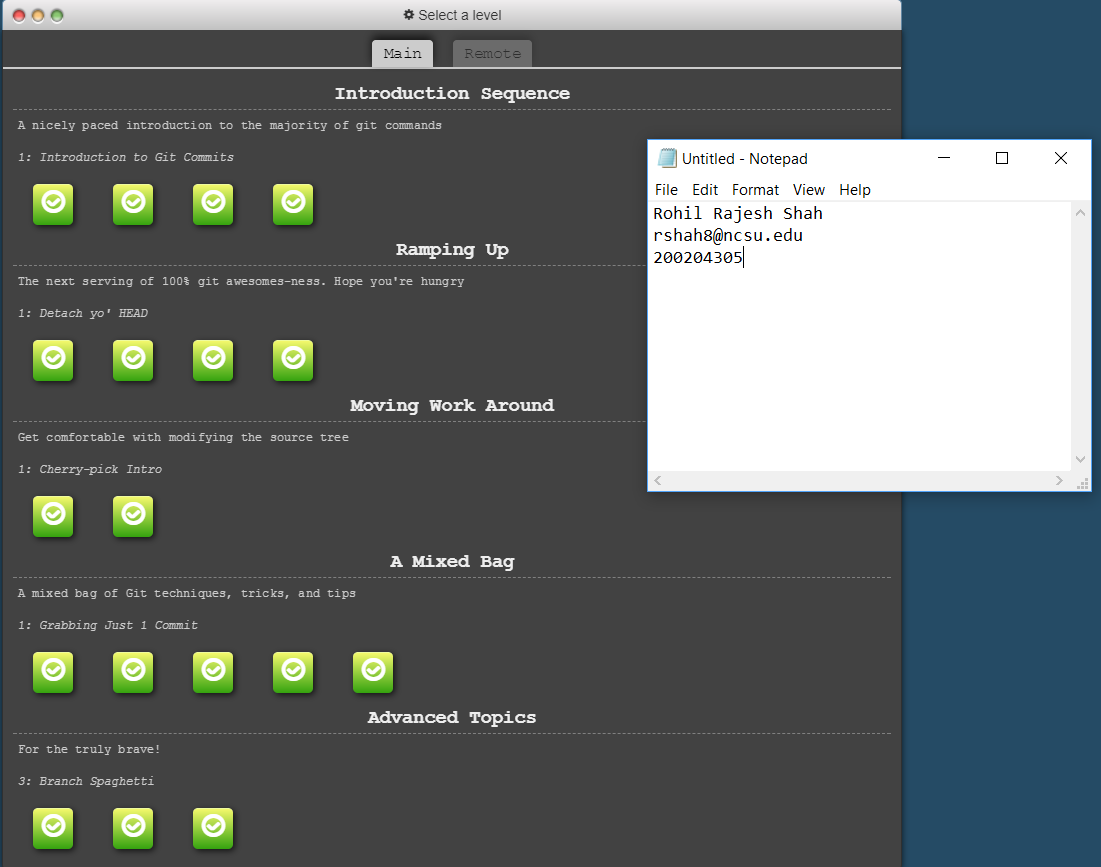 Select a level
Main Remote
Introduction Sequence
A nicely paced introduction to the majority of git commands
1: Introduction to Git Commits
Ramping Up
The next serving of 100% git awesomes-ness. Hope you're hungry
1: Detach yo' HEAD
Moving Work Around
Get comfortable with modifying the source tree
1: Cherry-pick Intro
A Mixed Bag
A mixed bag of Git techniques, tricks, and tips
1: Grabbing Just 1 Commit
Advanced Topics
For the truly brave!
3: Branch Spaghetti
Untitled - Notepad
File Edit Format View Help
Rohil Rajesh Shah
rshah8@ncsu.edu
200204305